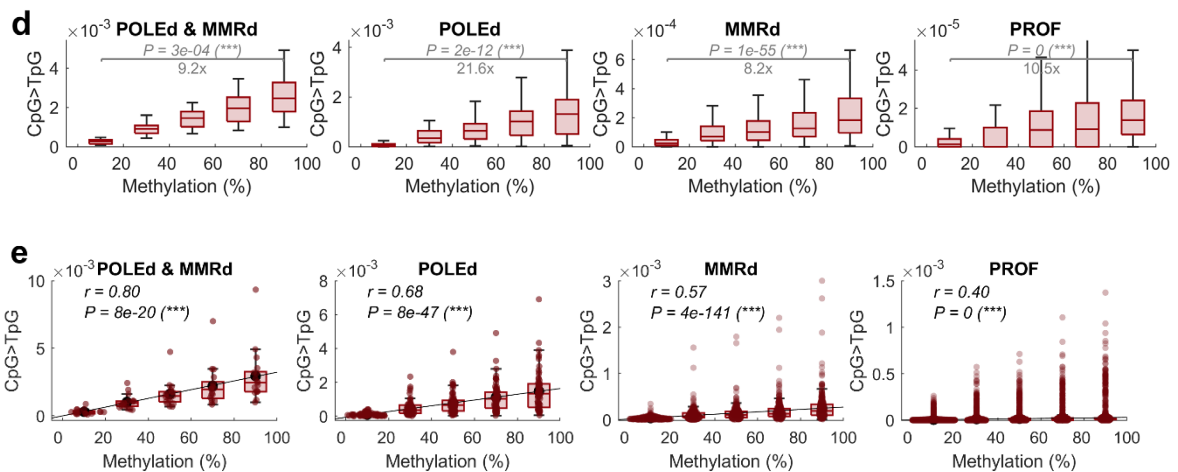 d
POLEd & MMRd
×10⁻³
P = 3e-04 (***)
9.2x
CpG>TpG
4
2
0
0 20 40 60 80 100
Methylation (%)
POLEd
×10⁻³
P = 2e-12 (***)
21.6x
CpG>TpG
4
2
0
0 20 40 60 80 100
Methylation (%)
MMRd
×10⁻⁴
P = 1e-55 (***)
8.2x
CpG>TpG
6
4
2
0
0 20 40 60 80 100
Methylation (%)
PROF
×10⁻⁵
P = 0 (***)
10.5x
CpG>TpG
5
0
0 20 40 60 80 100
Methylation (%)
e
POLEd & MMRd
×10⁻³
r = 0.80
P = 8e-20 (***)
CpG>TpG
10
5
0
0 20 40 60 80 100
Methylation (%)
POLEd
×10⁻³
r = 0.68
P = 8e-47 (***)
CpG>TpG
8
6
4
2
0
0 20 40 60 80 100
Methylation (%)
MMRd
×10⁻³
r = 0.57
P = 4e-141 (***)
CpG>TpG
3
2
1
0
0 20 40 60 80 100
Methylation (%)
PROF
×10⁻³
r = 0.40
P = 0 (***)
CpG>TpG
1.5
1
0.5
0
0 20 40 60 80 100
Methylation (%)